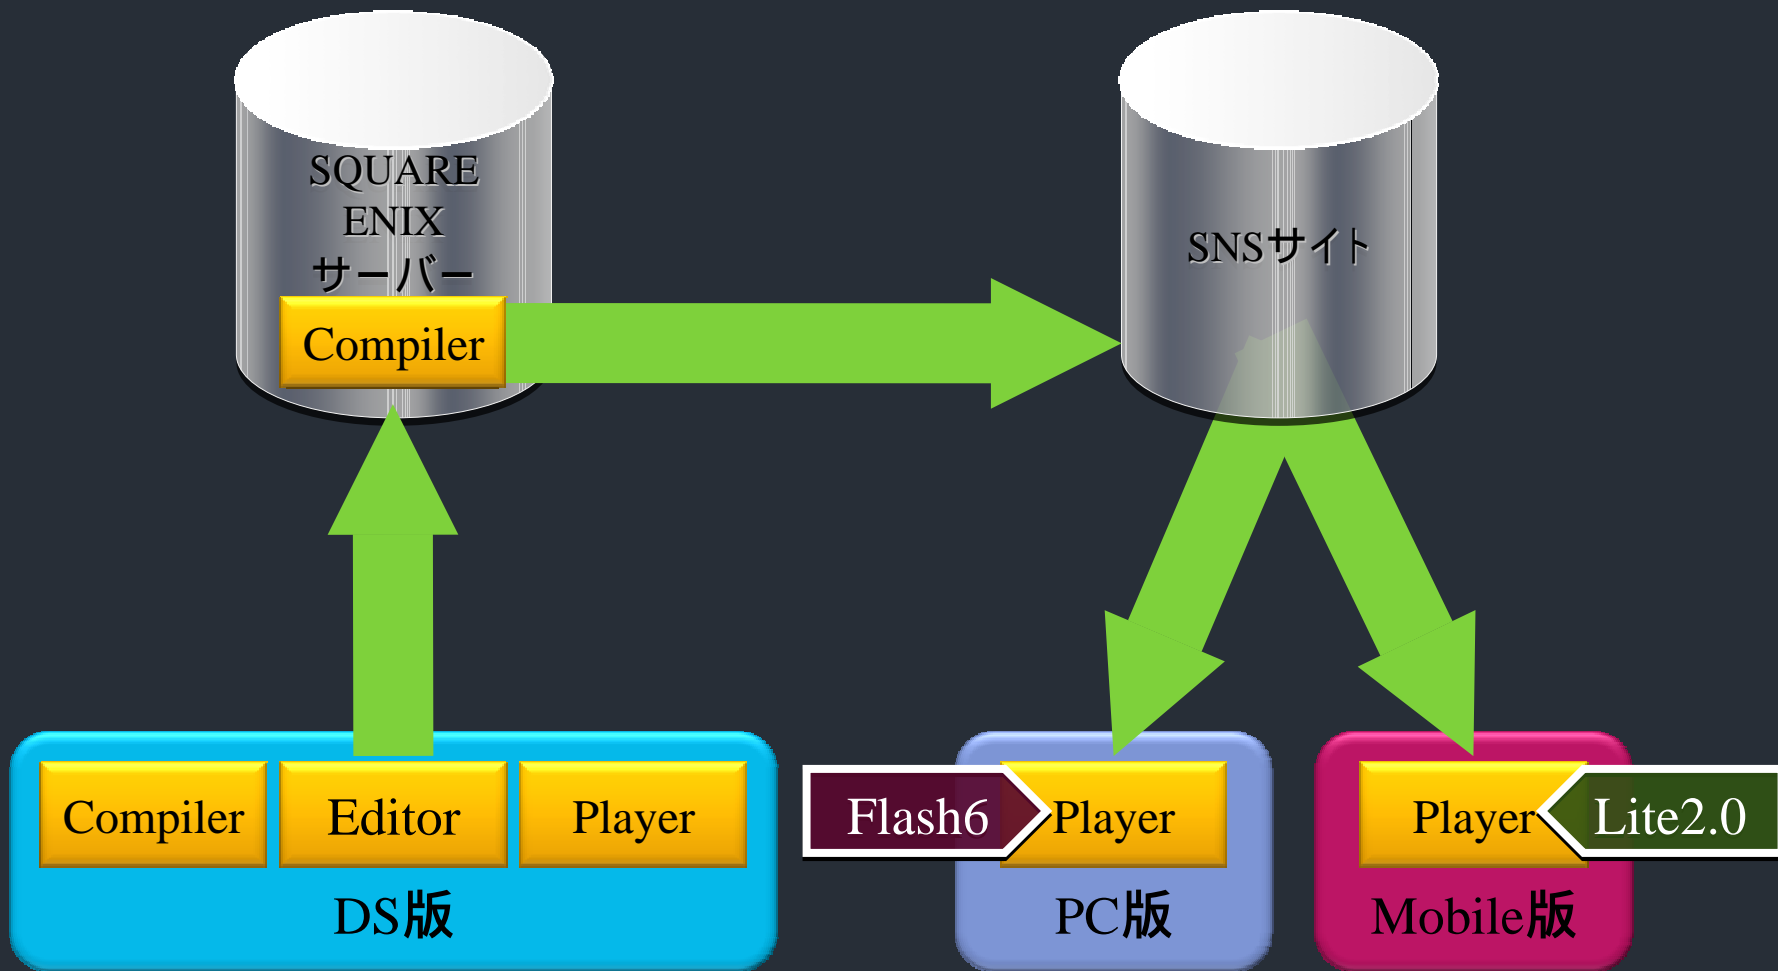 SQUARE
ENIX
サーバー
Compiler
SNSサイト
Compiler
Editor
Player
DS版
Flash6
Player
PC版
Player
Lite2.0
Mobile版